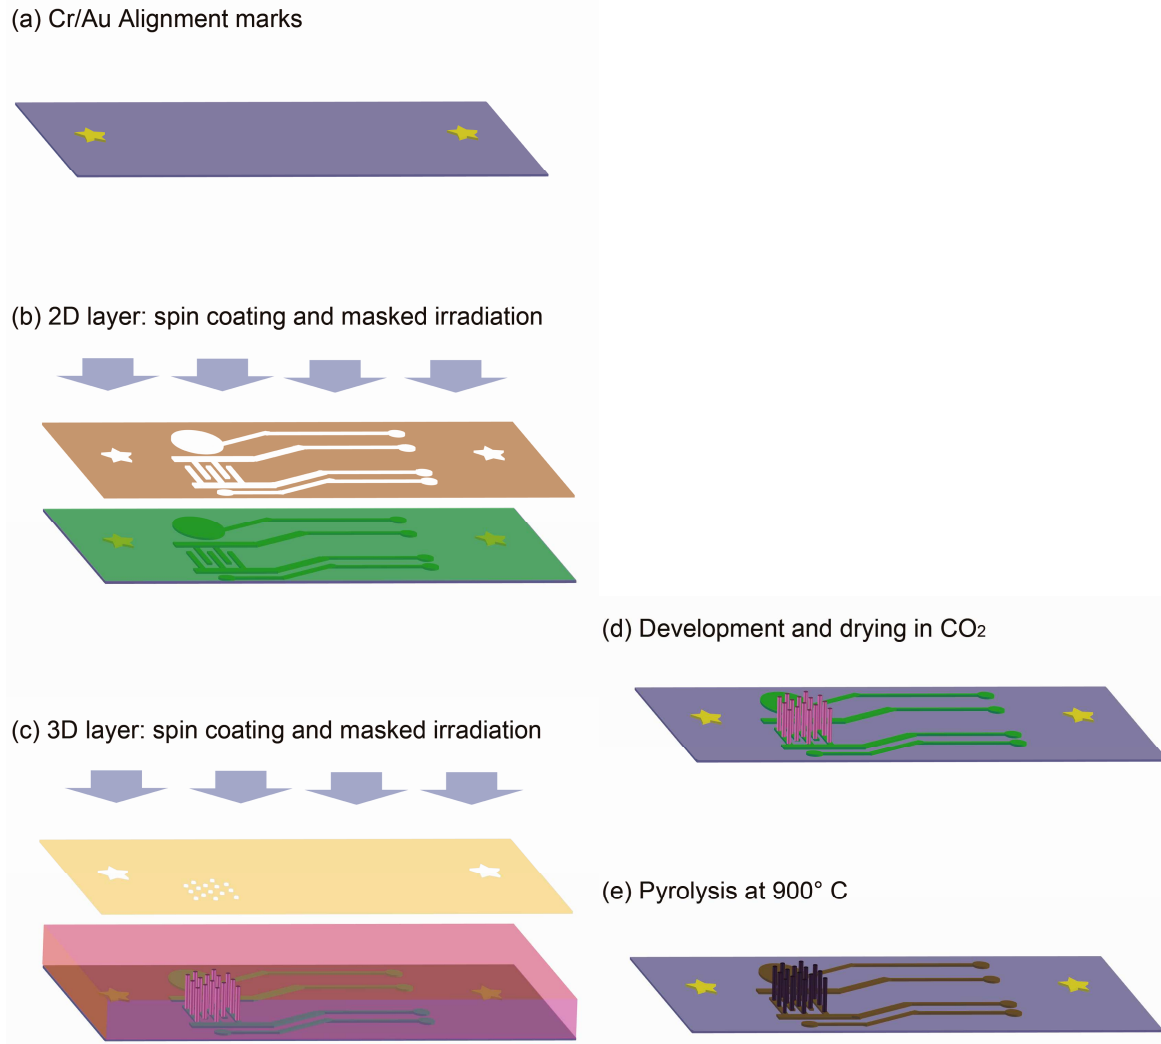 (a) Cr/Au Alignment marks
(b) 2D layer: spin coating and masked irradiation
(c) 3D layer: spin coating and masked irradiation
(d) Development and drying in CO2
(e) Pyrolysis at 900° C